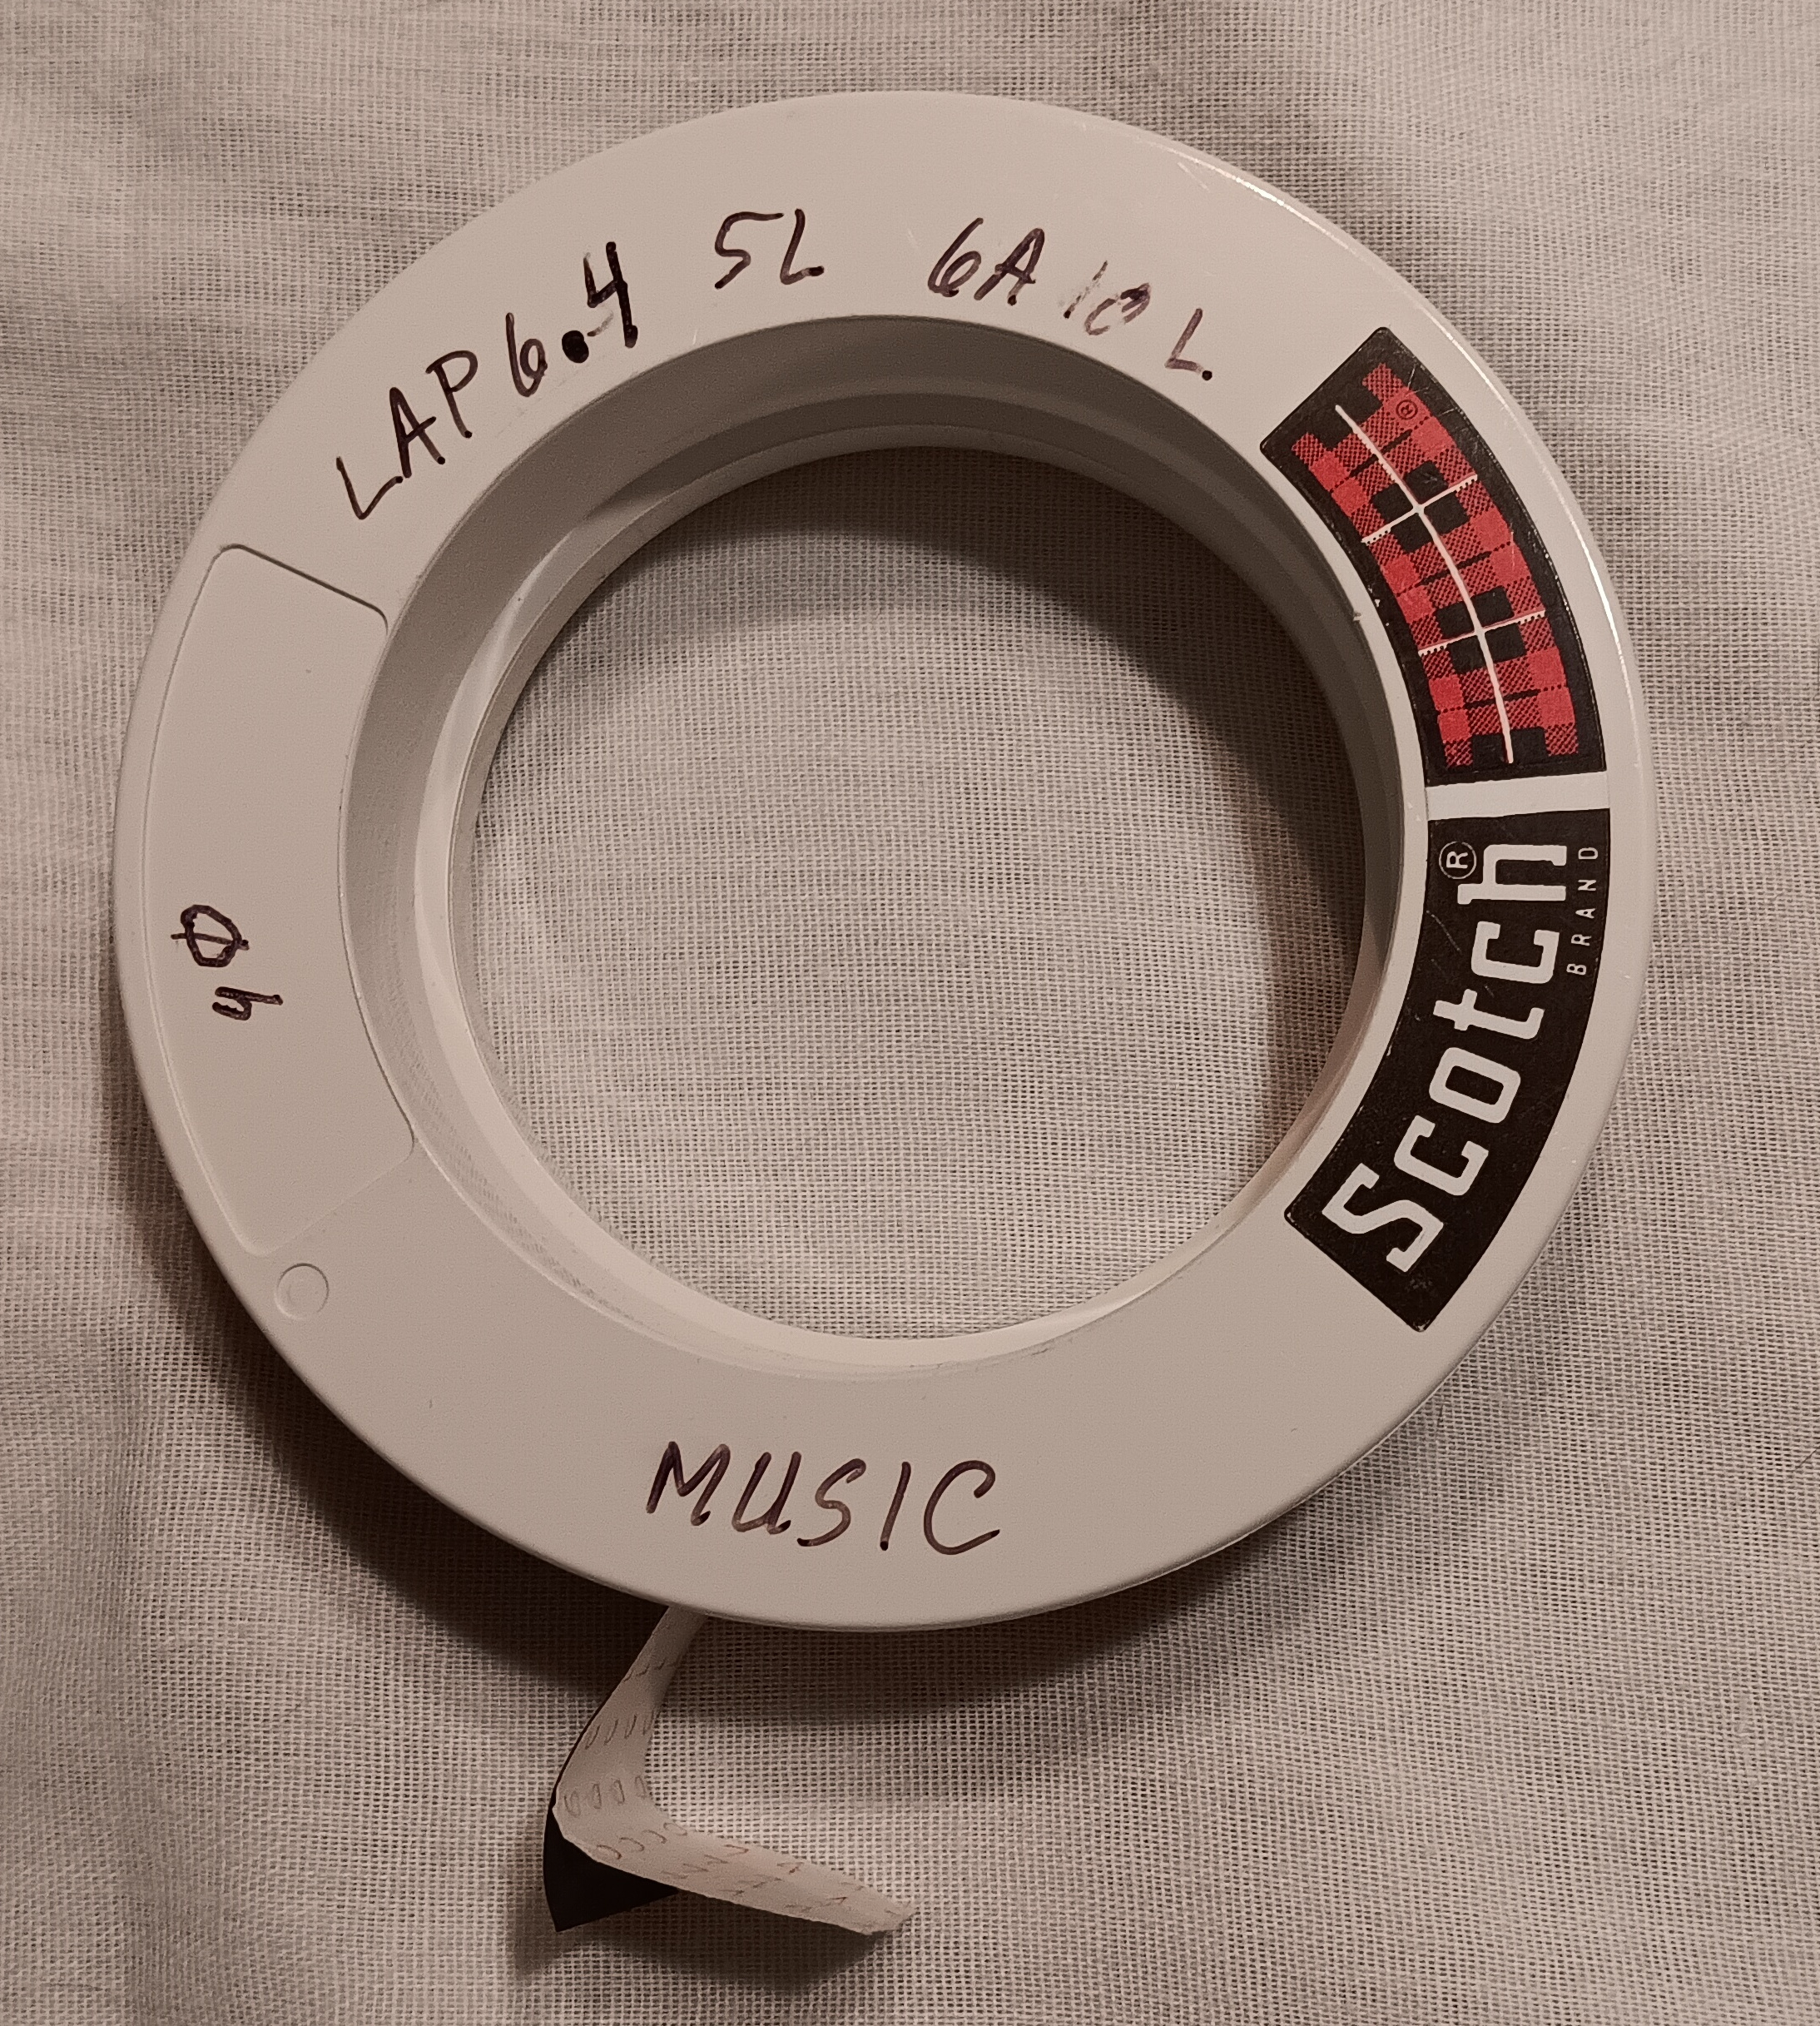 LAP 6.4 5L 6A 10 L
Scotch®
BRAND
MUSIC